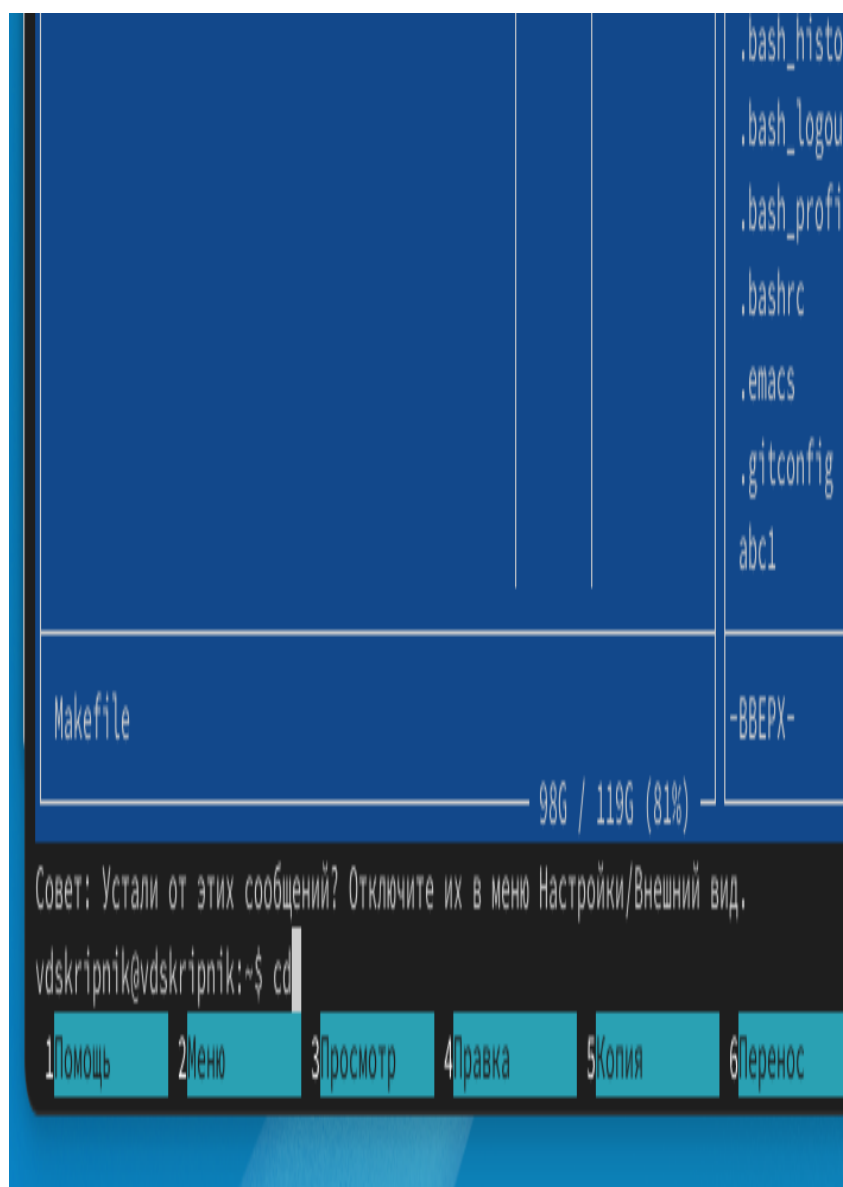 .bash_histo
.bash_logou
.bash_profi
.bashrc
.emacs
.gitconfig
abc1
Makefile
-ВВЕРХ-
98G / 119G (81%)
Совет: Устали от этих сообщений? Отключите их в меню Настройки/Внешний вид.
vdskripnik@vdskripnik:~$ cd
1Помощь 2Меню 3Просмотр 4Правка 5Копия 6Перенос